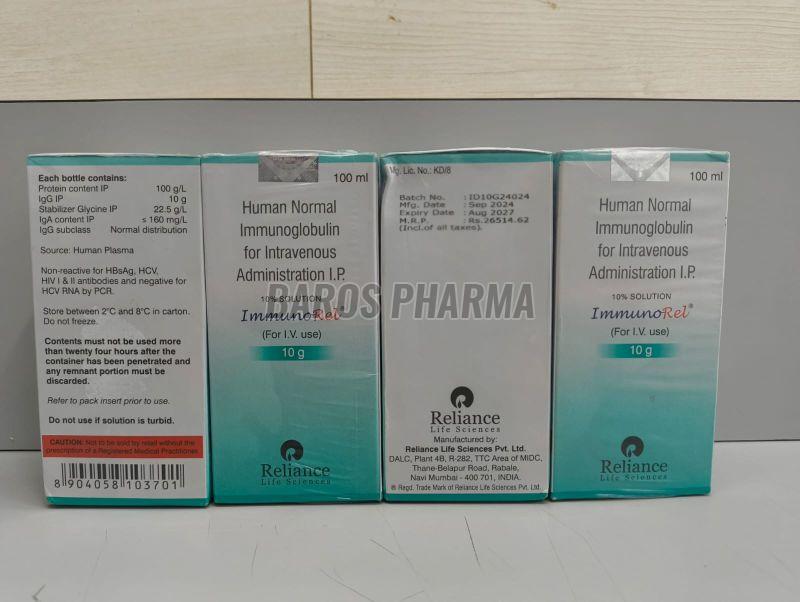 Each bottle contains:
Protein content IP 100 g/L
IgG IP 10 g
Stabilizer Glycine IP 22.5 g/L
IgA content IP ≤ 160 mg/L
IgG subclass Normal distribution
Source: Human Plasma
Non-reactive for HBsAg, HCV,
HIV I & II antibodies and negative for
HCV RNA by PCR.
Store between 2°C and 8°C in carton.
Do not freeze.
Contents must not be used more
than twenty four hours after the
container has been penetrated and
any remnant portion must be
discarded.
Refer to pack insert prior to use.
Do not use if solution is turbid.
CAUTION: Not to be sold by retail without the
prescription of a Registered Medical Practitioner.
8 904058 103701
100 ml
Human Normal
Immunoglobulin
for Intravenous
Administration I.P.
10% SOLUTION
ImmunoRel®
(For I.V. use)
10 g
Reliance
Life Sciences
Mfg. Lic. No.: KD/8
Batch No. :ID10G24024
Mfg. Date :Sep 2024
Expiry Date :Aug 2027
M.R.P. :Rs.26514.62
(Incl.of all taxes).
Reliance
Life Sciences
Manufactured by:
Reliance Life Sciences Pvt. Ltd.
DALC, Plant 4B, R-282, TTC Area of MIDC,
Thane-Belapur Road, Rabale,
Navi Mumbai - 400 701, INDIA.
® Regd. Trade Mark of Reliance Life Sciences Pvt. Ltd.
100 ml
Human Normal
Immunoglobulin
for Intravenous
Administration I.P.
10% SOLUTION
ImmunoRel®
(For I.V. use)
10 g
Reliance
Life Sciences
BAROS PHARMA